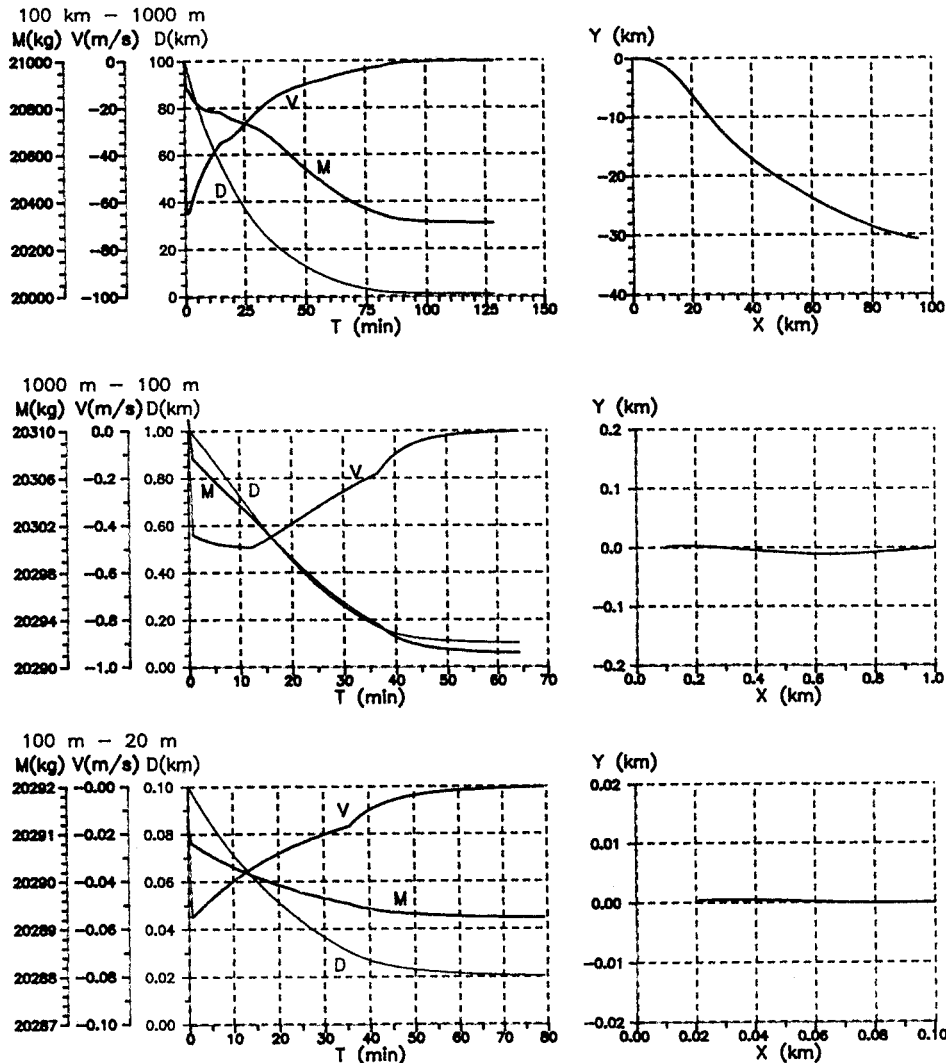 100 km – 1000 m
M(kg) V(m/s) D(km)
21000 0 100
20800 -20 80
20600 -40 60
20400 -60 40
20200 -80 20
20000 -100 0
V
M
D
0 25 50 75 100 125 150
T (min)
Y (km)
0
-10
-20
-30
-40
0 20 40 60 80 100
X (km)
1000 m – 100 m
M(kg) V(m/s) D(km)
20310 0.0 1.00
20306 -0.2 0.80
20302 -0.4 0.60
20298 -0.6 0.40
20294 -0.8 0.20
20290 -1.0 0.00
M D V
0 10 20 30 40 50 60 70
T (min)
Y (km)
0.2
0.1
0.0
-0.1
-0.2
0.0 0.2 0.4 0.6 0.8 1.0
X (km)
100 m – 20 m
M(kg) V(m/s) D(km)
20292 -0.00 0.10
20291 -0.02 0.08
20290 -0.04 0.06
20289 -0.06 0.04
20288 -0.08 0.02
20287 -0.10 0.00
V
M
D
0 10 20 30 40 50 60 70 80
T (min)
Y (km)
0.02
0.01
0.00
-0.01
-0.02
0.00 0.02 0.04 0.06 0.08 0.10
X (km)